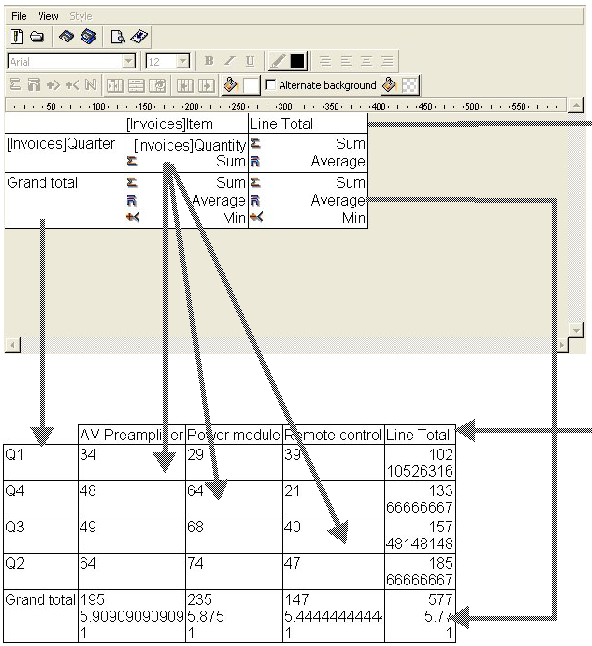 File View Style
Arial 12 B I U
Alternate background
50 100 150 200 250 300 350 400 450 500 550
[Invoices]Item Line Total
[Invoices]Quarter [Invoices]Quantity Sum
Sum Average
Grand total Sum Sum
Average Average
Min Min
AV Preamplifier Power module Remote control Line Total
Q1 34 29 39 102
10526316
Q4 48 64 21 133
66666667
Q3 49 68 40 157
48148148
Q2 64 74 47 185
66666667
Grand total 195 235 147 577
5.90909090909 5.875 5.4444444444 5.77
1 1 1 1